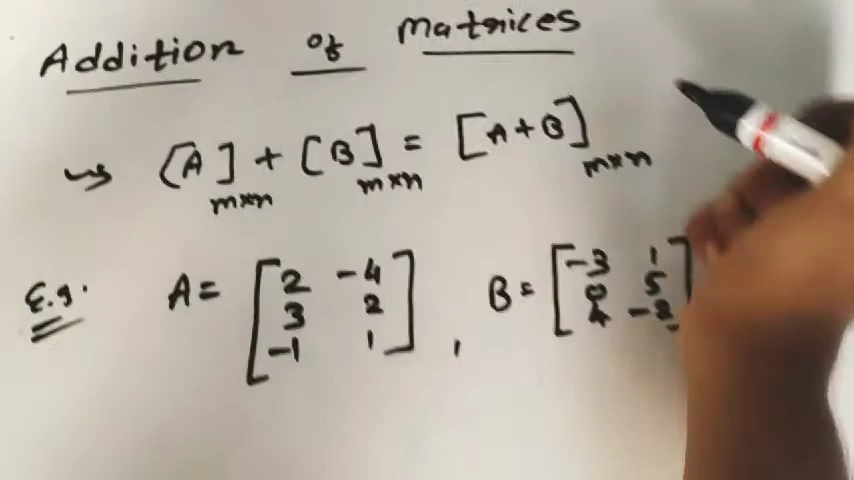 Addition of Matrices
[A]m×n + [B]m×n = [A+B]m×n
E.g. A = [2 -4 3 2 -1 1], B = [-3 1 0 5 4 -2]